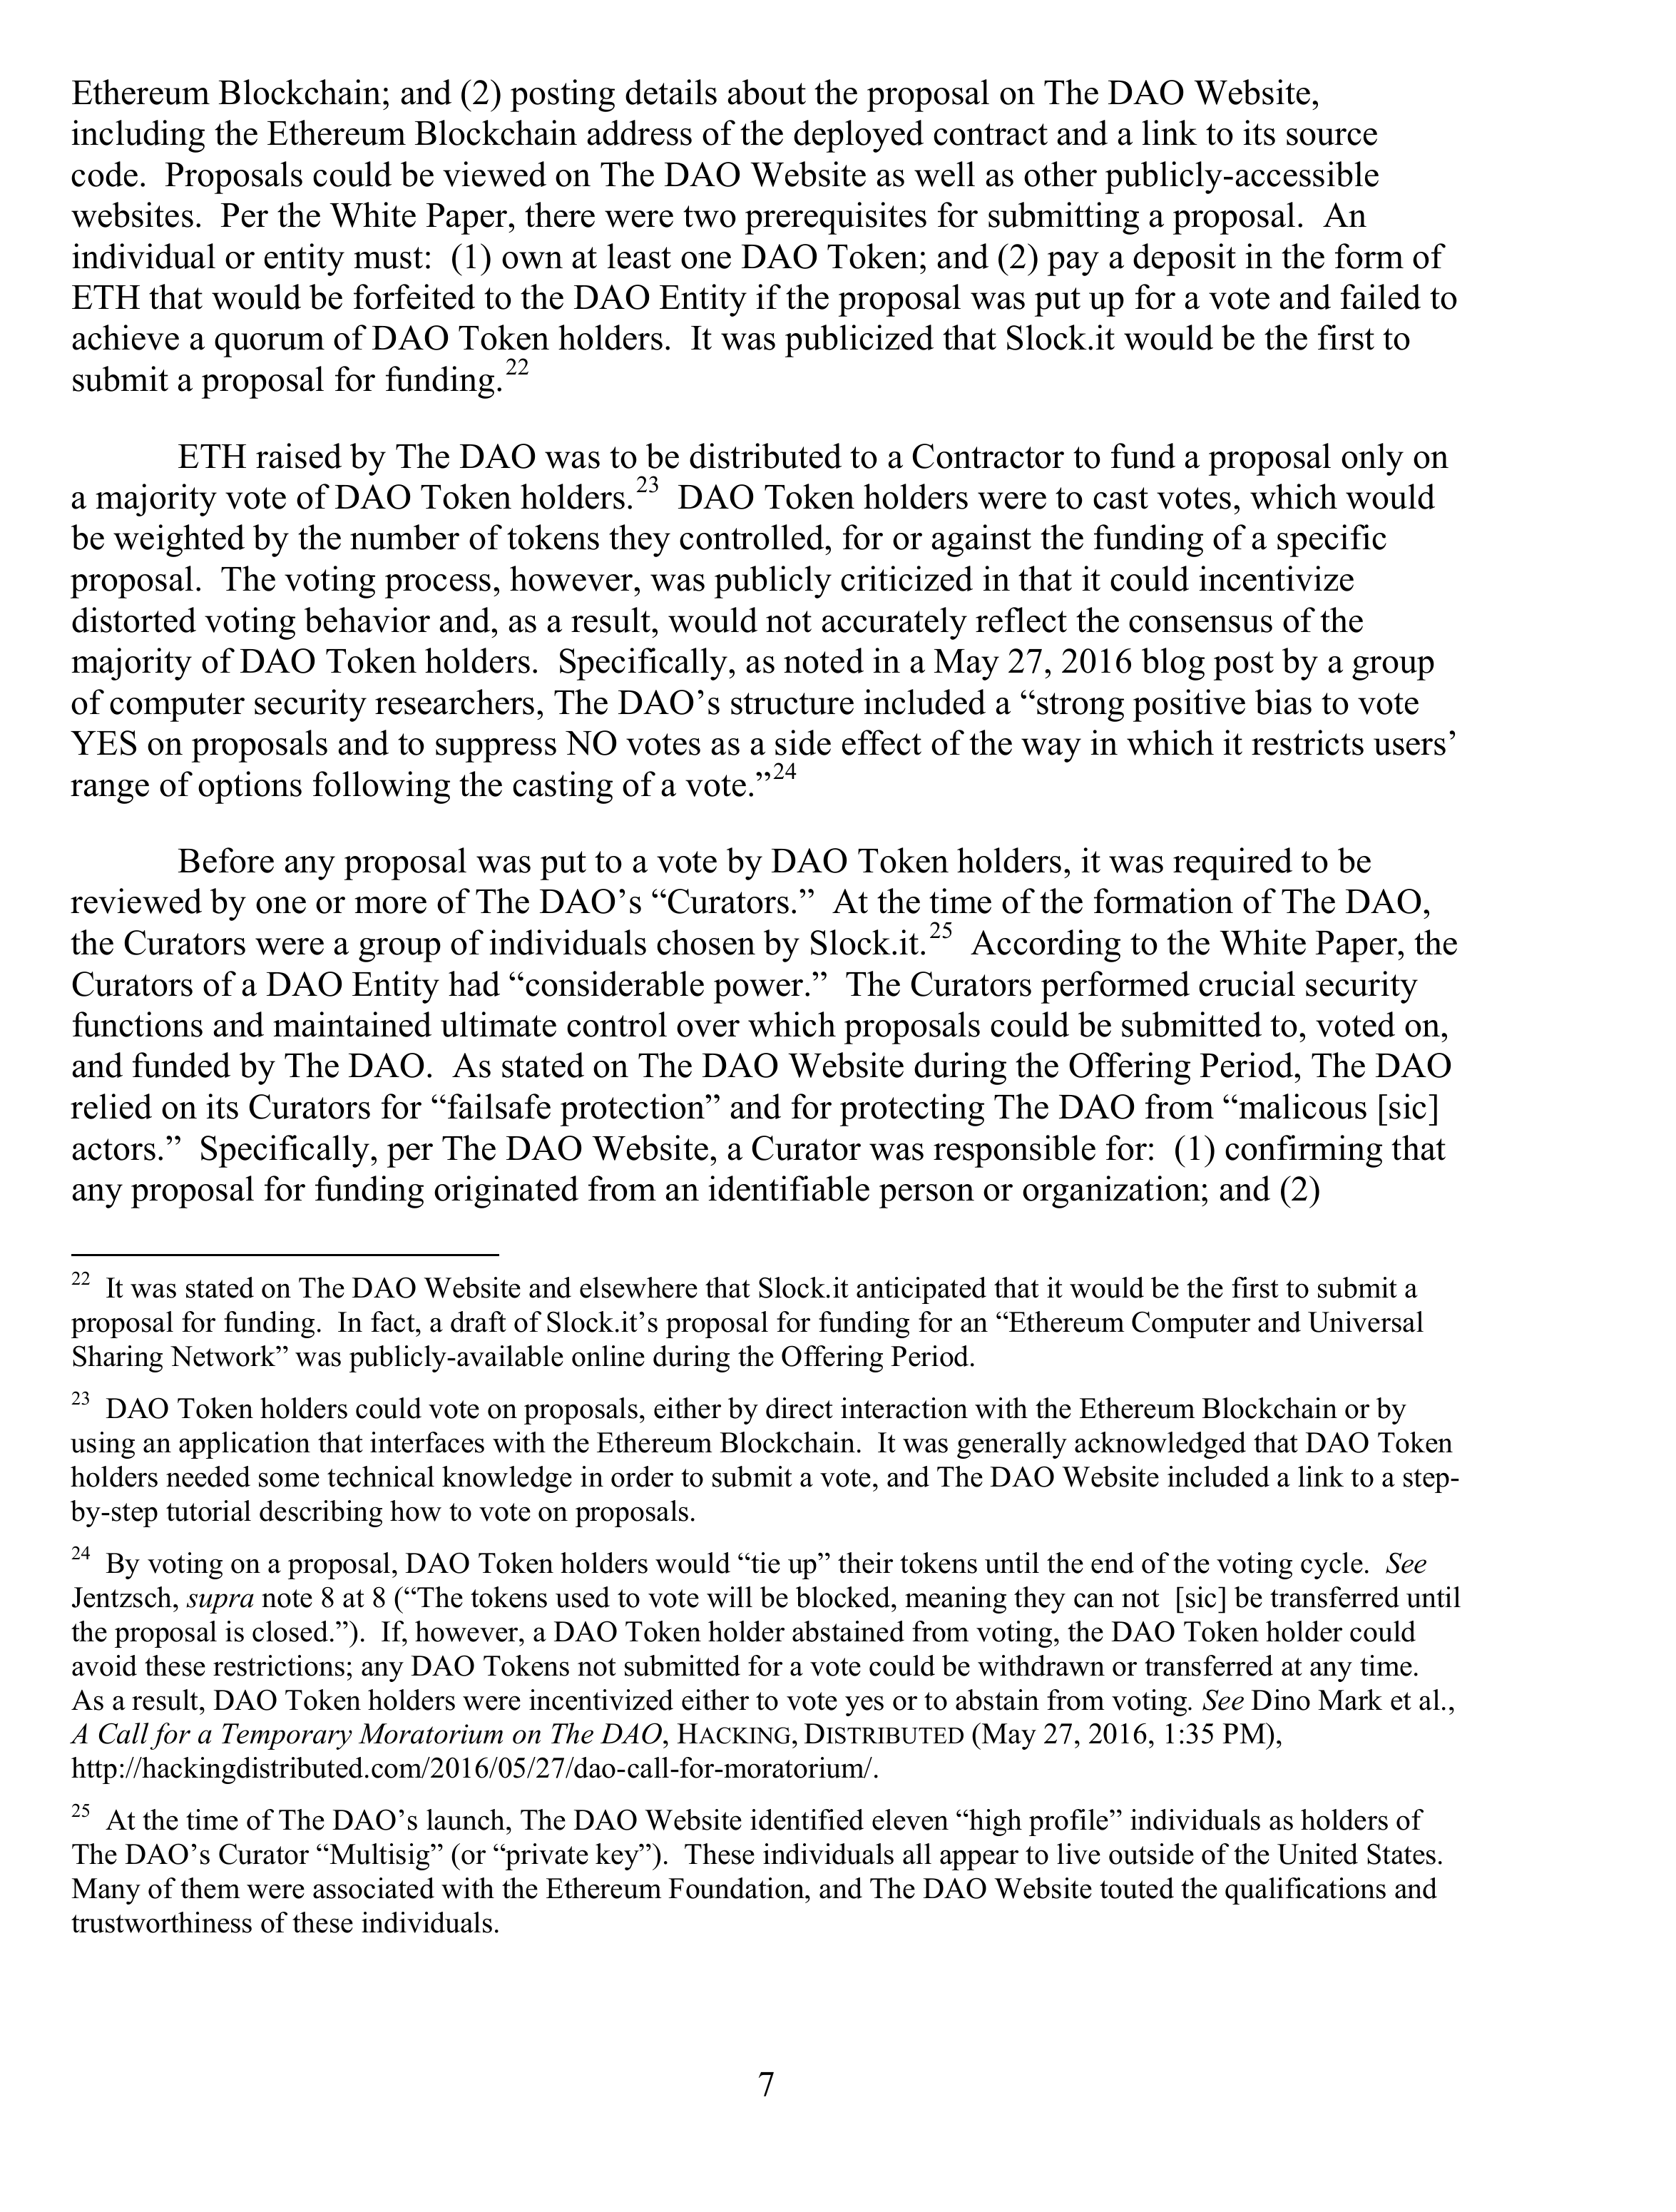 Ethereum Blockchain; and (2) posting details about the proposal on The DAO Website,
including the Ethereum Blockchain address of the deployed contract and a link to its source
code.  Proposals could be viewed on The DAO Website as well as other publicly-accessible
websites.  Per the White Paper, there were two prerequisites for submitting a proposal.  An
individual or entity must:  (1) own at least one DAO Token; and (2) pay a deposit in the form of
ETH that would be forfeited to the DAO Entity if the proposal was put up for a vote and failed to
achieve a quorum of DAO Token holders.  It was publicized that Slock.it would be the first to
submit a proposal for funding.22
ETH raised by The DAO was to be distributed to a Contractor to fund a proposal only on
a majority vote of DAO Token holders.23  DAO Token holders were to cast votes, which would
be weighted by the number of tokens they controlled, for or against the funding of a specific
proposal.  The voting process, however, was publicly criticized in that it could incentivize
distorted voting behavior and, as a result, would not accurately reflect the consensus of the
majority of DAO Token holders.  Specifically, as noted in a May 27, 2016 blog post by a group
of computer security researchers, The DAO’s structure included a “strong positive bias to vote
YES on proposals and to suppress NO votes as a side effect of the way in which it restricts users’
range of options following the casting of a vote.”24
Before any proposal was put to a vote by DAO Token holders, it was required to be
reviewed by one or more of The DAO’s “Curators.”  At the time of the formation of The DAO,
the Curators were a group of individuals chosen by Slock.it.25  According to the White Paper, the
Curators of a DAO Entity had “considerable power.”  The Curators performed crucial security
functions and maintained ultimate control over which proposals could be submitted to, voted on,
and funded by The DAO.  As stated on The DAO Website during the Offering Period, The DAO
relied on its Curators for “failsafe protection” and for protecting The DAO from “malicous [sic]
actors.”  Specifically, per The DAO Website, a Curator was responsible for:  (1) confirming that
any proposal for funding originated from an identifiable person or organization; and (2)
22  It was stated on The DAO Website and elsewhere that Slock.it anticipated that it would be the first to submit a
proposal for funding.  In fact, a draft of Slock.it’s proposal for funding for an “Ethereum Computer and Universal
Sharing Network” was publicly-available online during the Offering Period.
23  DAO Token holders could vote on proposals, either by direct interaction with the Ethereum Blockchain or by
using an application that interfaces with the Ethereum Blockchain.  It was generally acknowledged that DAO Token
holders needed some technical knowledge in order to submit a vote, and The DAO Website included a link to a step-
by-step tutorial describing how to vote on proposals.
24  By voting on a proposal, DAO Token holders would “tie up” their tokens until the end of the voting cycle.  See
Jentzsch, supra note 8 at 8 (“The tokens used to vote will be blocked, meaning they can not  [sic] be transferred until
the proposal is closed.”).  If, however, a DAO Token holder abstained from voting, the DAO Token holder could
avoid these restrictions; any DAO Tokens not submitted for a vote could be withdrawn or transferred at any time.
As a result, DAO Token holders were incentivized either to vote yes or to abstain from voting. See Dino Mark et al.,
A Call for a Temporary Moratorium on The DAO, HACKING, DISTRIBUTED (May 27, 2016, 1:35 PM),
http://hackingdistributed.com/2016/05/27/dao-call-for-moratorium/.
25  At the time of The DAO’s launch, The DAO Website identified eleven “high profile” individuals as holders of
The DAO’s Curator “Multisig” (or “private key”).  These individuals all appear to live outside of the United States.
Many of them were associated with the Ethereum Foundation, and The DAO Website touted the qualifications and
trustworthiness of these individuals.
7